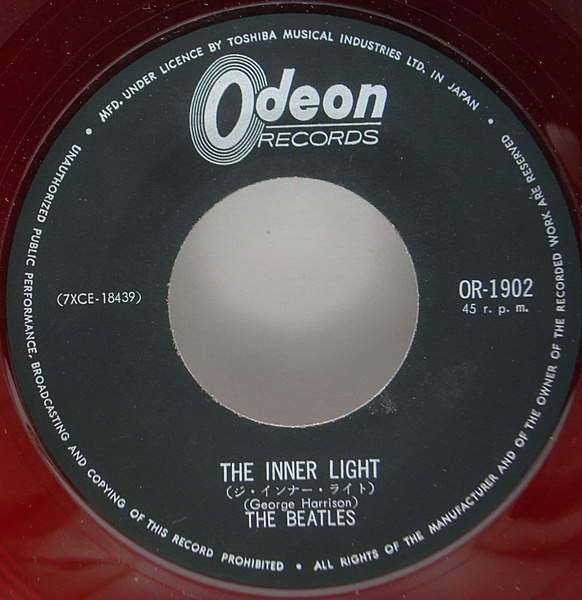 MFD. UNDER LICENCE BY TOSHIBA MUSICAL INDUSTRIES LTD. IN JAPAN •
Odeon
RECORDS
(7XCE-18439)
OR-1902
45 r. p. m.
THE INNER LIGHT
(ジ・インナー・ライト)
(George Harrison)
THE BEATLES
ALL RIGHTS OF THE MANUFACTURER AND OF THE OWNER OF THE RECORDED WORK ARE RESERVED •
UNAUTHORIZED PUBLIC PERFORMANCE, BROADCASTING AND COPYING OF THIS RECORD PROHIBITED •